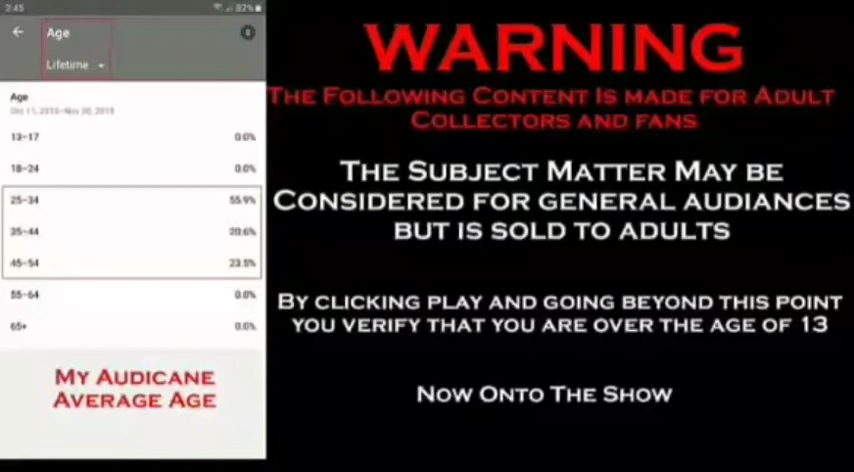 2:45
82%
Age
Lifetime
Age
13-17 0.0%
18-24 0.0%
25-34 55.9%
35-44 20.6%
45-54 23.5%
55-64 0.0%
65+ 0.0%
My Audicane
Average Age
WARNING
The Following Content Is made for Adult
Collectors and fans
The Subject Matter May be
Considered for general audiances
but is sold to adults
By clicking play and going beyond this point
you verify that you are over the age of 13
Now Onto The Show